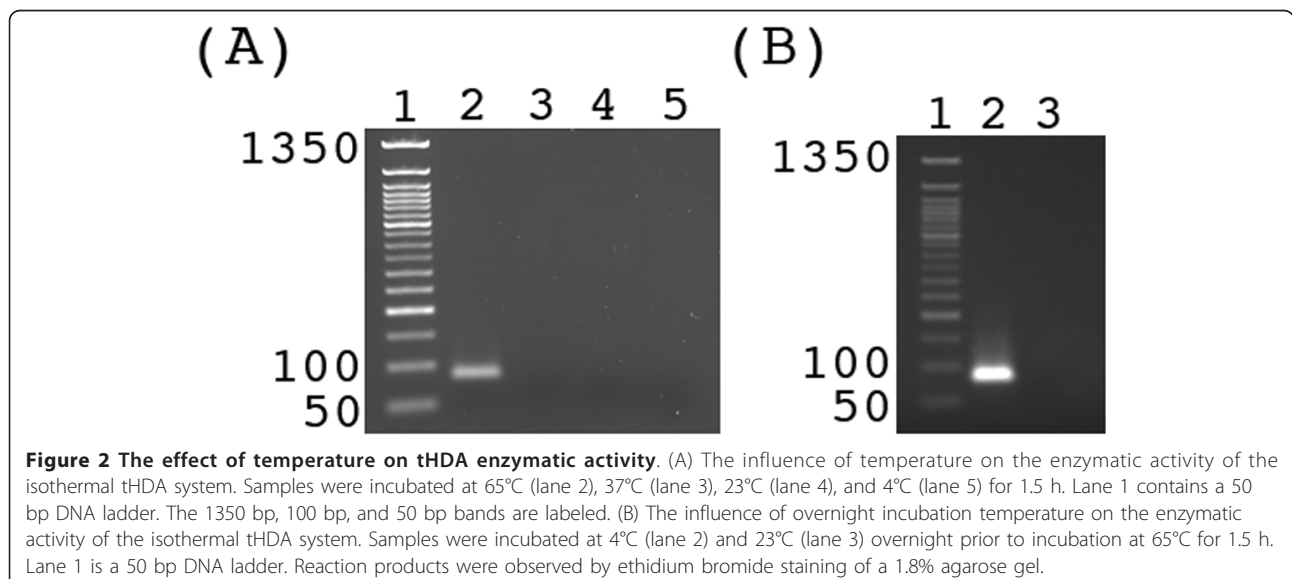 (A) (B)
1 2 3 4 5 1 2 3
1350 1350
100 100
50 50
Figure 2 The effect of temperature on tHDA enzymatic activity. (A) The influence of temperature on the enzymatic activity of the
isothermal tHDA system. Samples were incubated at 65°C (lane 2), 37°C (lane 3), 23°C (lane 4), and 4°C (lane 5) for 1.5 h. Lane 1 contains a 50
bp DNA ladder. The 1350 bp, 100 bp, and 50 bp bands are labeled. (B) The influence of overnight incubation temperature on the enzymatic
activity of the isothermal tHDA system. Samples were incubated at 4°C (lane 2) and 23°C (lane 3) overnight prior to incubation at 65°C for 1.5 h.
Lane 1 is a 50 bp DNA ladder. Reaction products were observed by ethidium bromide staining of a 1.8% agarose gel.